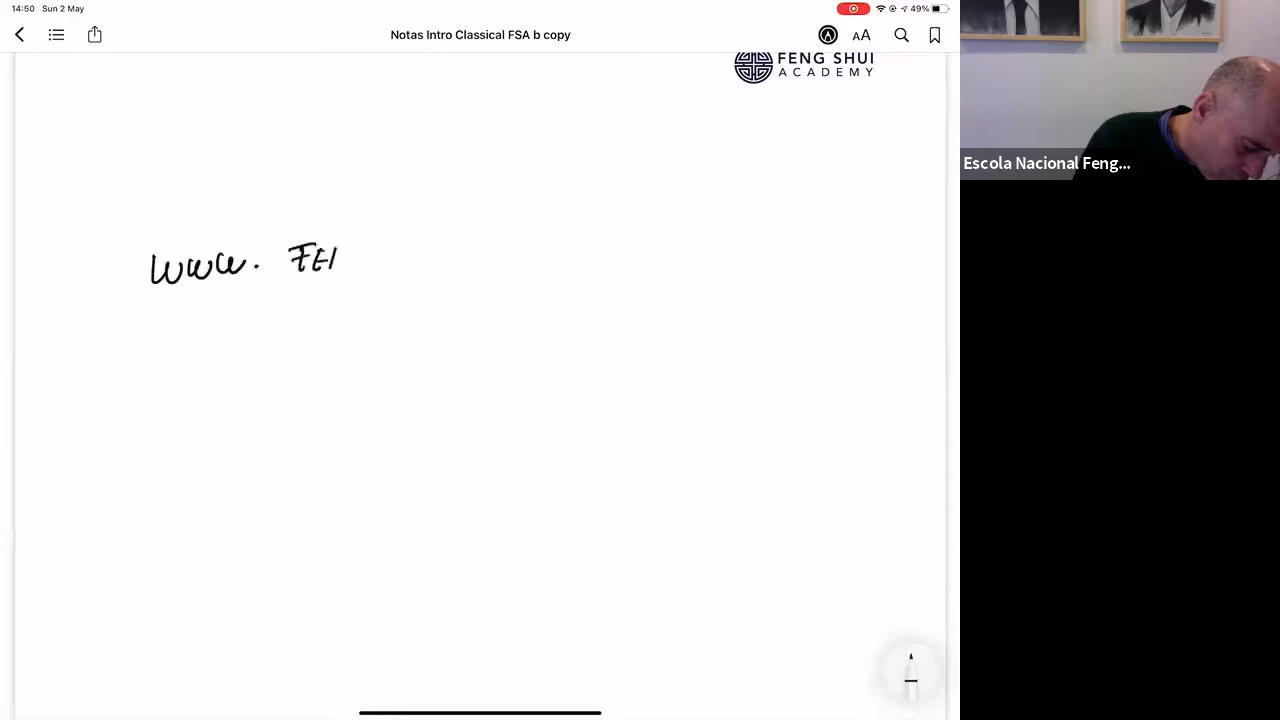 14:50 Sun 2 May
49%
Notas Intro Classical FSA b copy
AA
FENG SHUI
ACADEMY
www. FEI
Escola Nacional Feng...